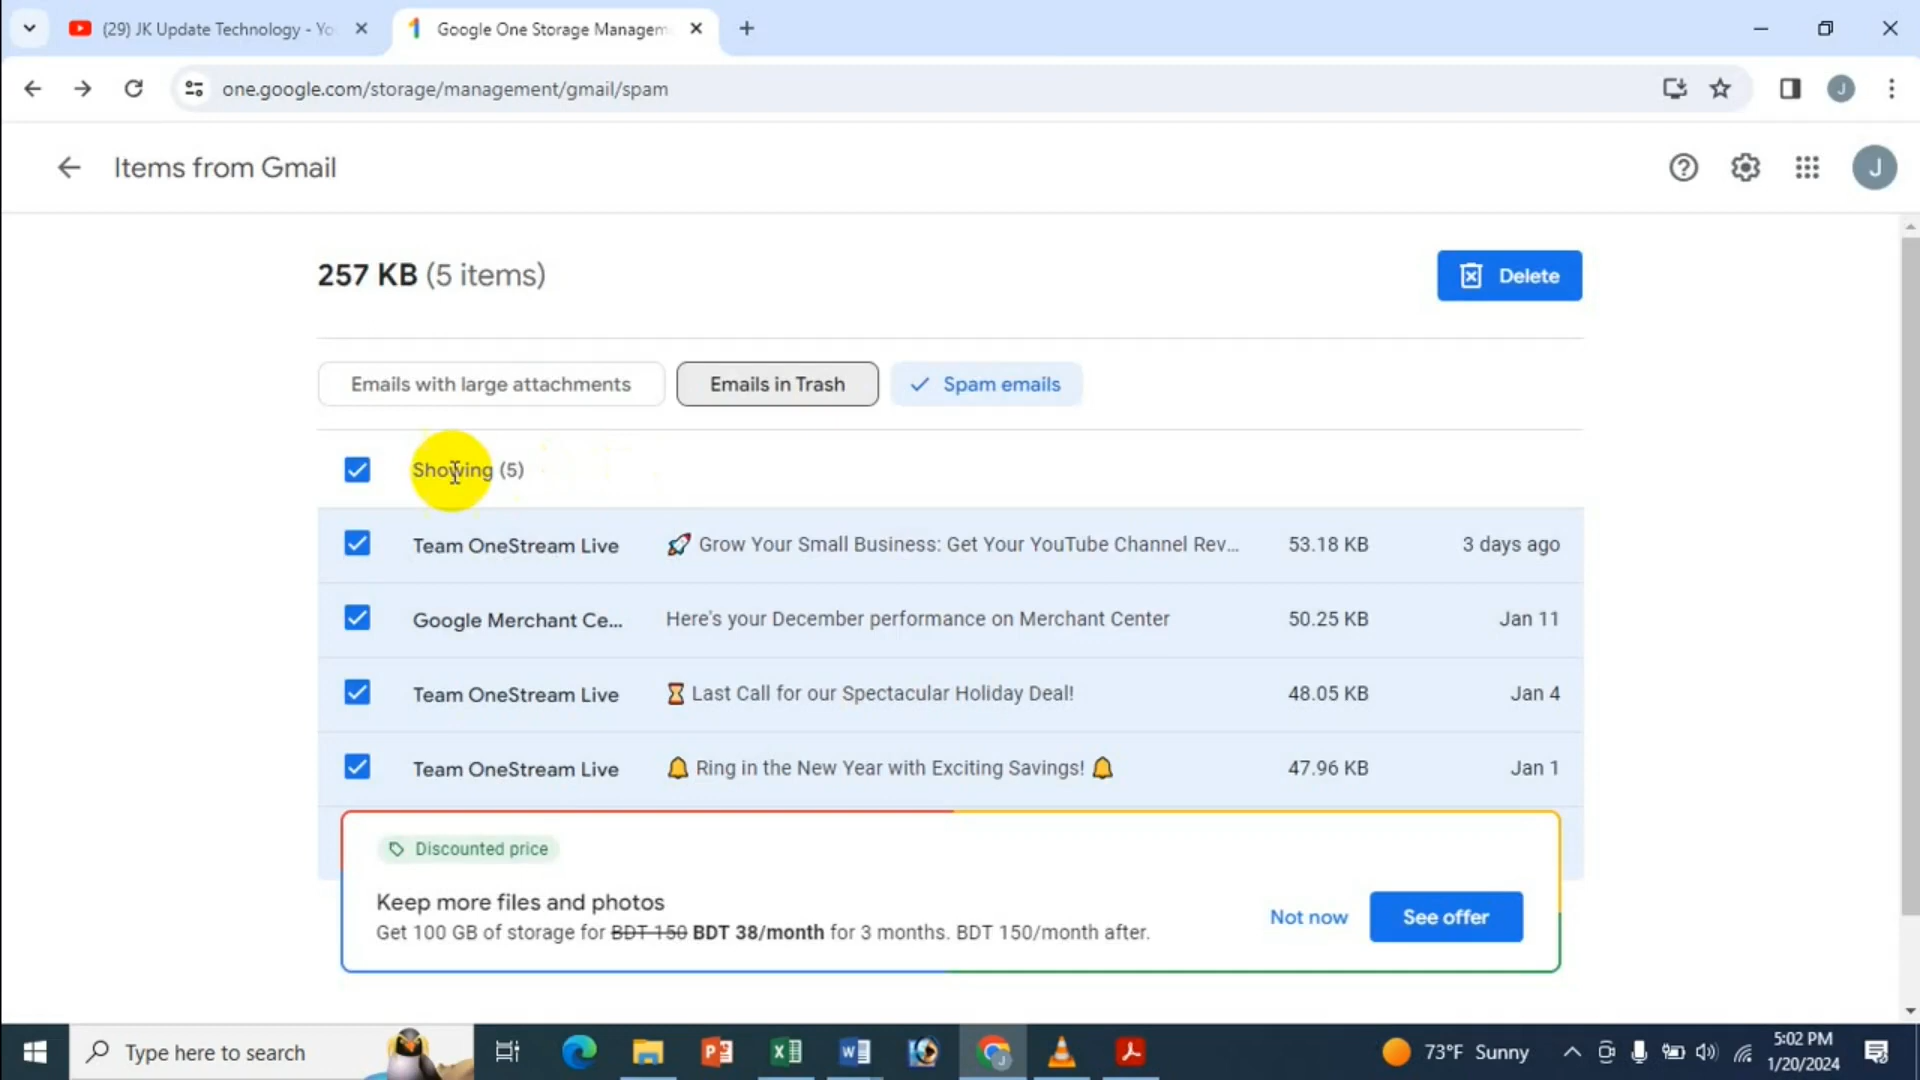 (29) JK Update Technology - Yo
Google One Storage Managem
one.google.com/storage/management/gmail/spam
J
Items from Gmail
J
257 KB (5 items)
Delete
Emails with large attachments
Emails in Trash
Spam emails
Showing (5)
Team OneStream Live 🚀 Grow Your Small Business: Get Your YouTube Channel Rev... 53.18 KB 3 days ago
Google Merchant Ce... Here's your December performance on Merchant Center 50.25 KB Jan 11
Team OneStream Live ⌛ Last Call for our Spectacular Holiday Deal! 48.05 KB Jan 4
Team OneStream Live 🔔 Ring in the New Year with Exciting Savings! 🔔 47.96 KB Jan 1
Discounted price
Keep more files and photos
Get 100 GB of storage for BDT 150 BDT 38/month for 3 months. BDT 150/month after.
Not now
See offer
Type here to search
73°F Sunny
5:02 PM
1/20/2024